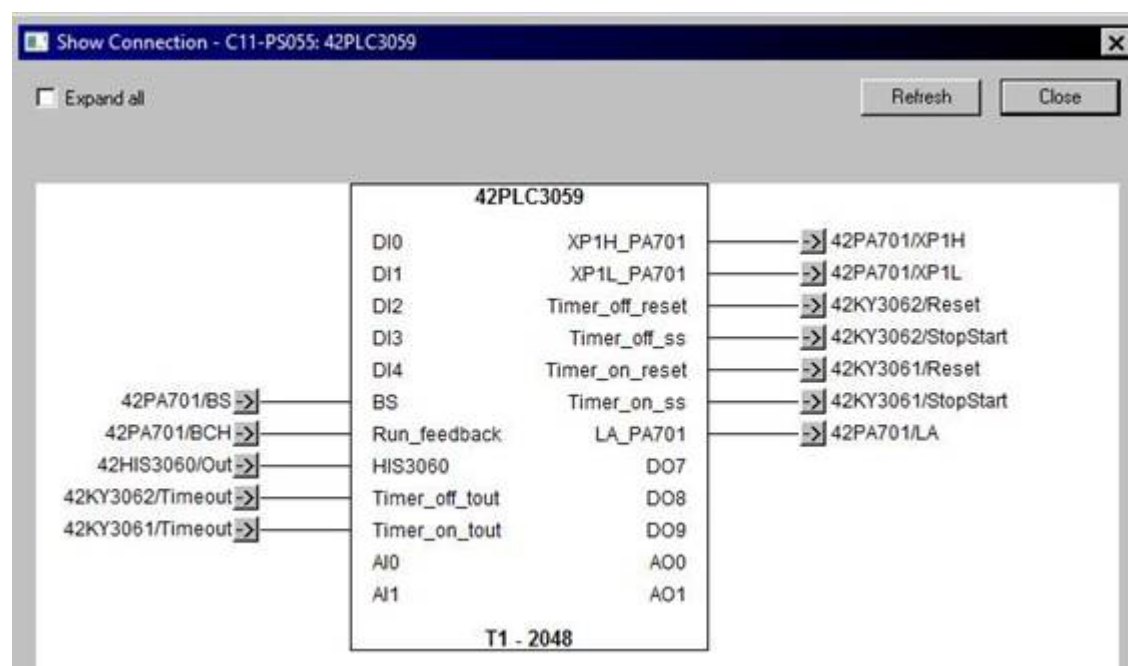 Show Connection - C11-PS055: 42PLC3059
Expand all
Refresh
Close
42PLC3059
DI0 XP1H_PA701 -> 42PA701/XP1H
DI1 XP1L_PA701 -> 42PA701/XP1L
DI2 Timer_off_reset -> 42KY3062/Reset
DI3 Timer_off_ss -> 42KY3062/StopStart
DI4 Timer_on_reset -> 42KY3061/Reset
42PA701/BS -> BS Timer_on_ss -> 42KY3061/StopStart
42PA701/BCH -> Run_feedback LA_PA701 -> 42PA701/LA
42HIS3060/Out -> HIS3060 DO7
42KY3062/Timeout -> Timer_off_tout DO8
42KY3061/Timeout -> Timer_on_tout DO9
AI0 AO0
AI1 AO1
T1 - 2048